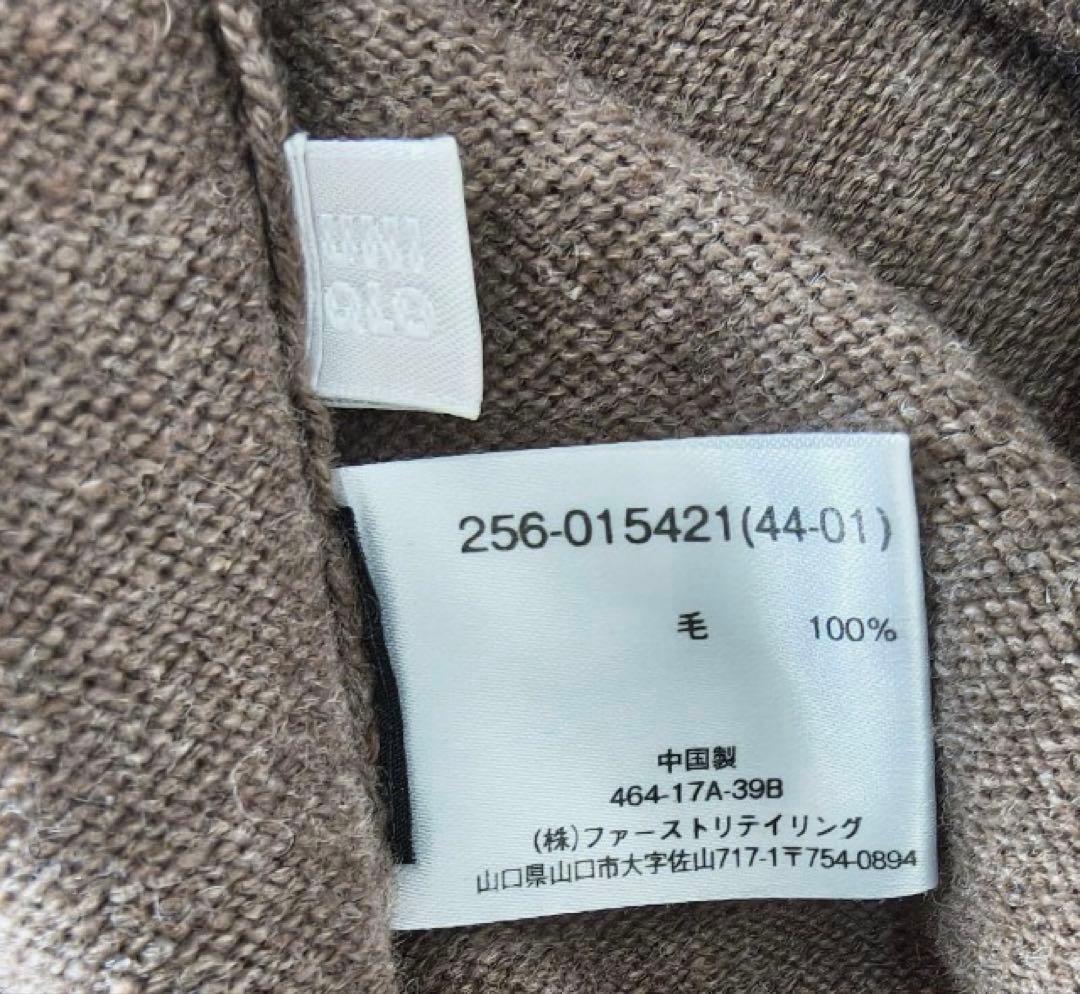 UNI
QLO
256-015421(44-01)
毛 100%
中国製
464-17A-39B
(株)ファーストリテイリング
山口県山口市大字佐山717-1〒754-0894